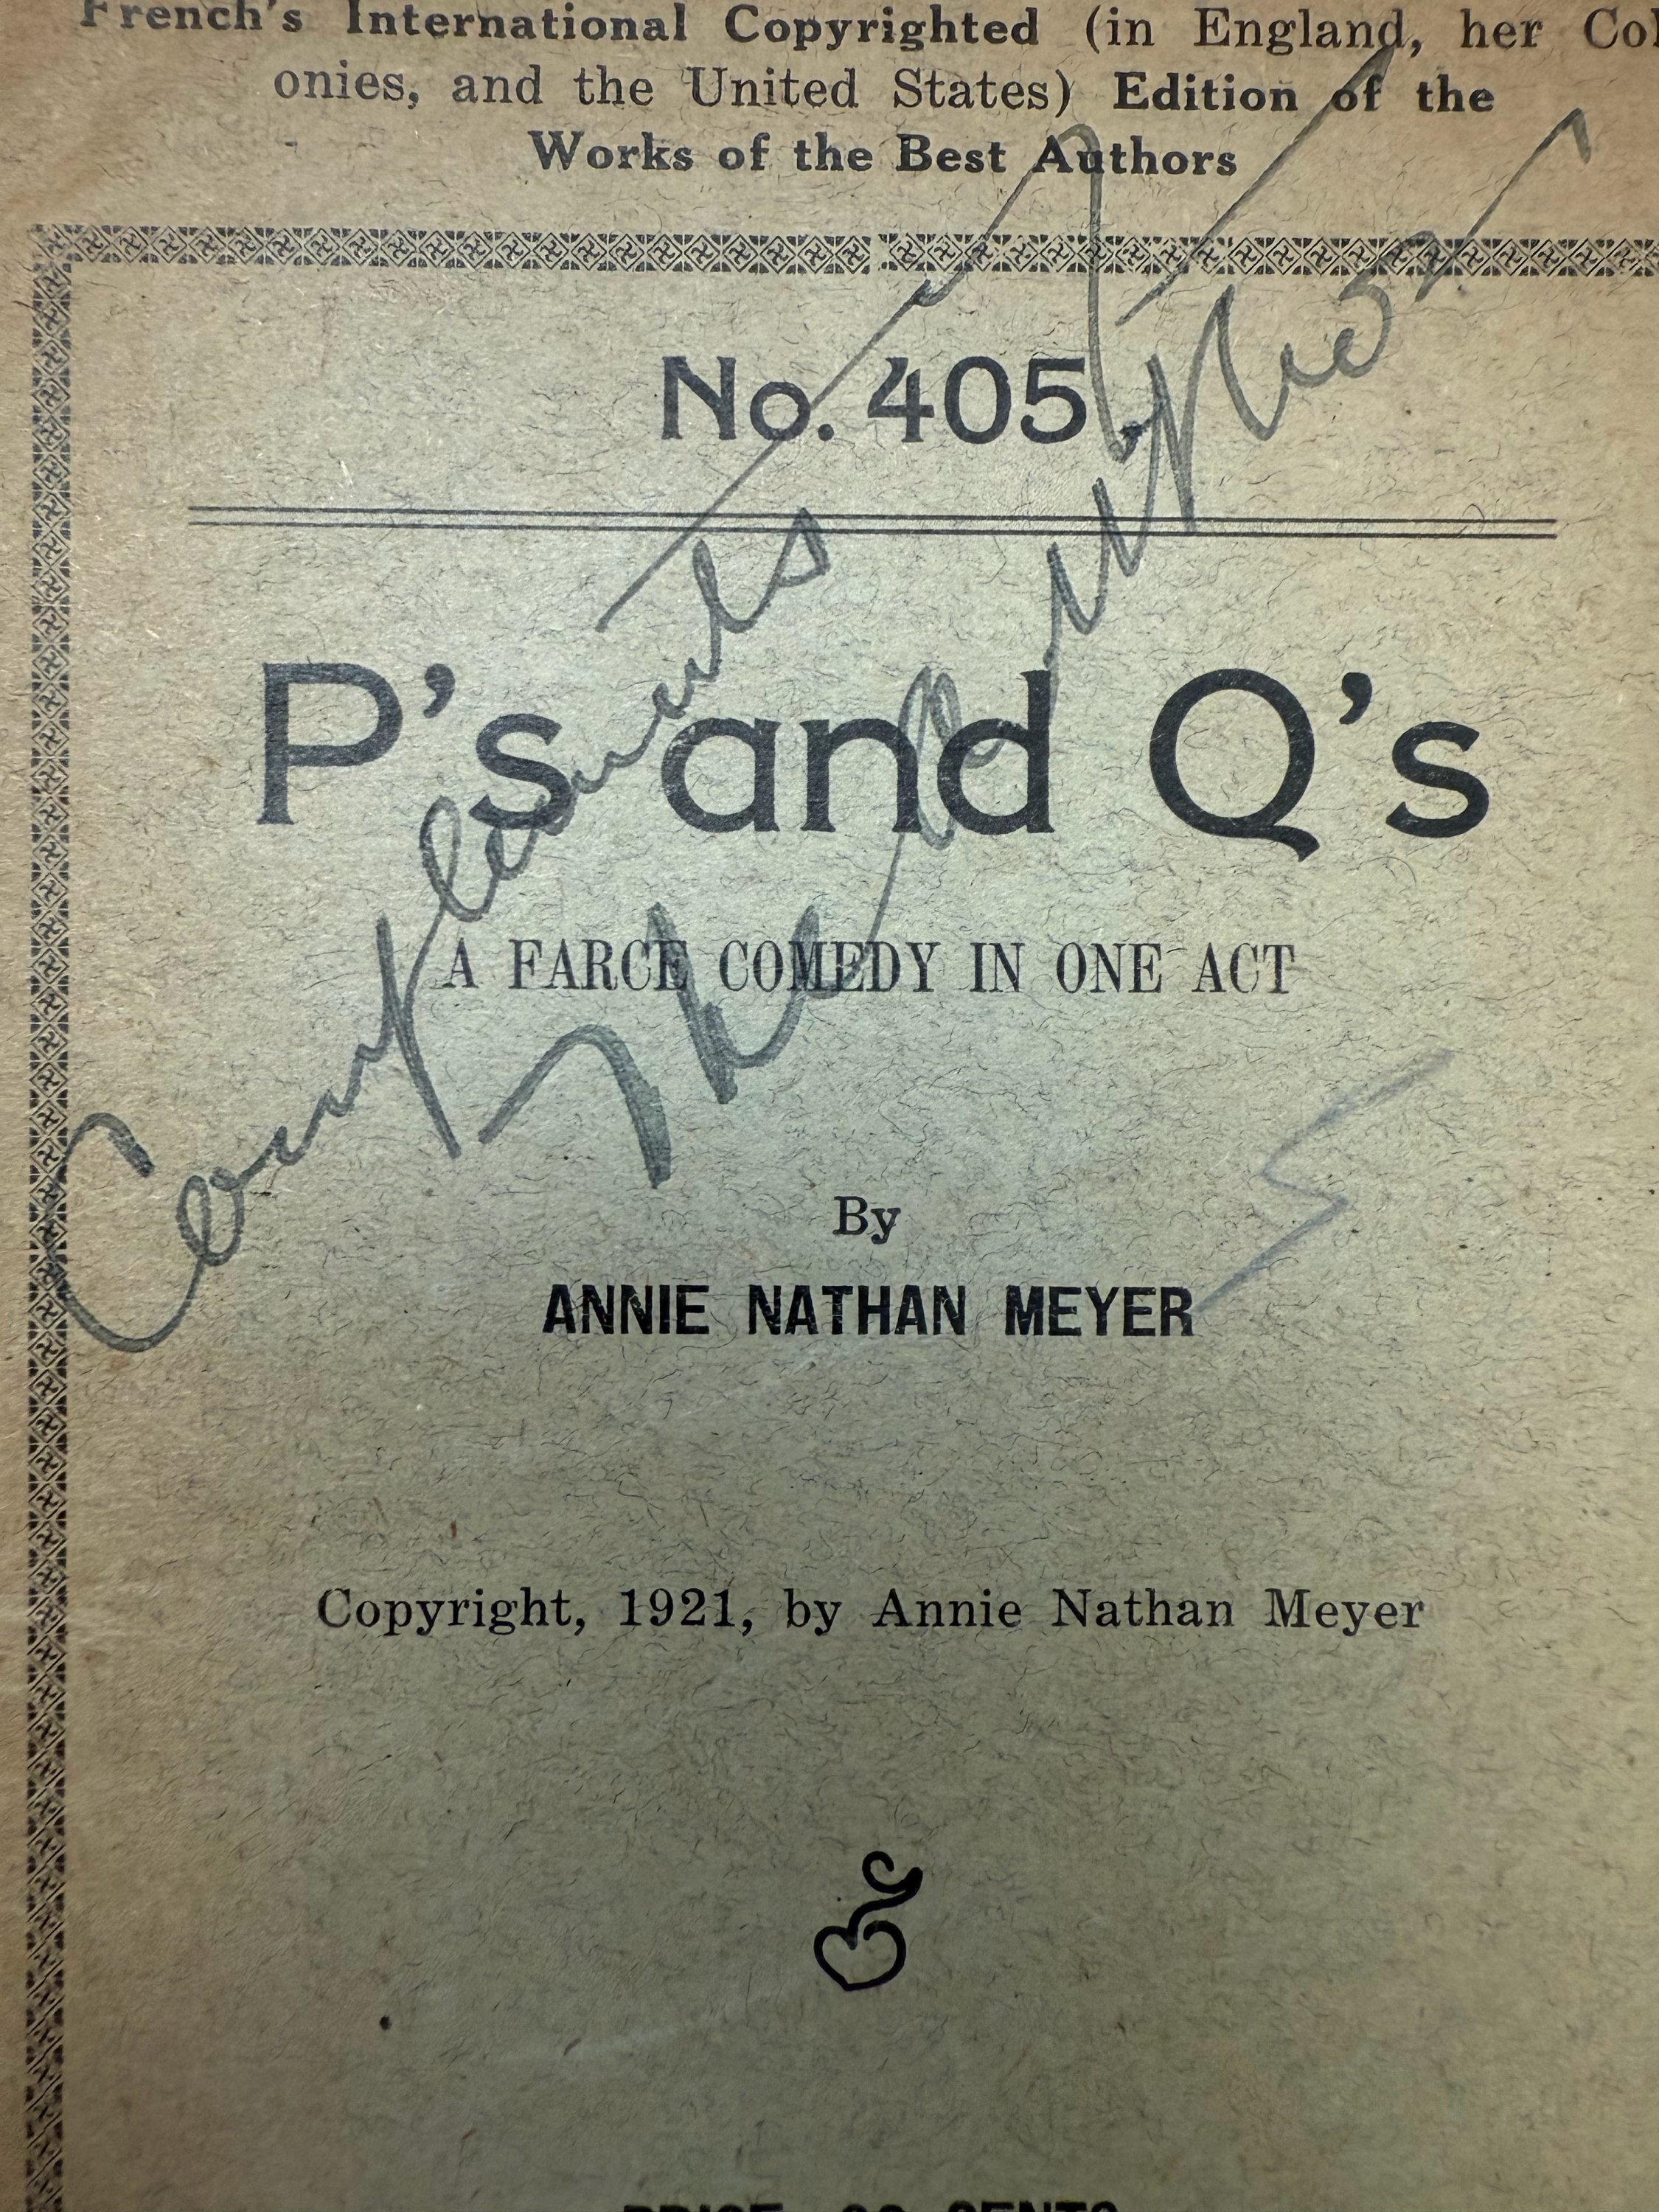 French's International Copyrighted (in England, her Col
onies, and the United States) Edition of the
Works of the Best Authors
No. 405
P's and Q's
A FARCE COMEDY IN ONE ACT
Compliments
By
ANNIE NATHAN MEYER
Copyright, 1921, by Annie Nathan Meyer